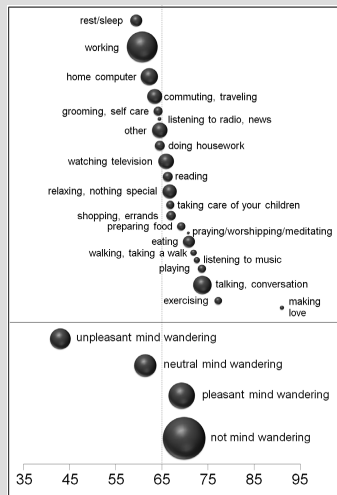 rest/sleep
working
home computer
commuting, traveling
grooming, self care
listening to radio, news
other
doing housework
watching television
reading
relaxing, nothing special
taking care of your children
shopping, errands
preparing food
praying/worshipping/meditating
eating
walking, taking a walk
listening to music
playing
talking, conversation
exercising
making
love
unpleasant mind wandering
neutral mind wandering
pleasant mind wandering
not mind wandering
35 45 55 65 75 85 95